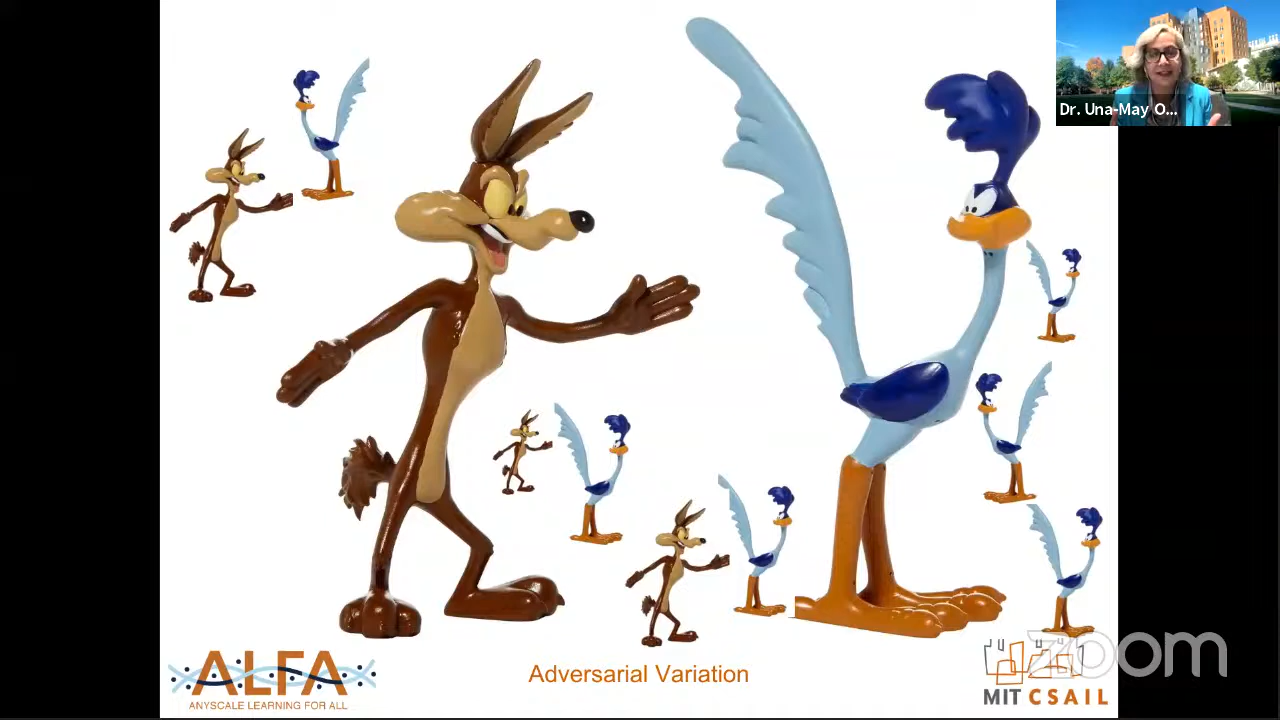 Dr. Una-May O...
ALFA
ANYSCALE LEARNING FOR ALL
Adversarial Variation
MIT CSAIL
zoom